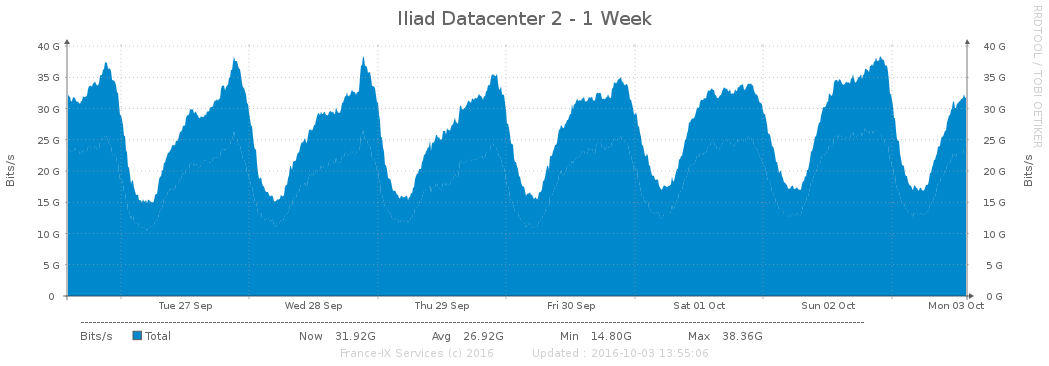 Iliad Datacenter 2 - 1 Week
RRDTOOL / TOBI OETIKER
Bits/s
40 G
35 G
30 G
25 G
20 G
15 G
10 G
5 G
0
40 G
35 G
30 G
25 G
20 G
15 G
10 G
5 G
0 G
Bits/s
Tue 27 Sep Wed 28 Sep Thu 29 Sep Fri 30 Sep Sat 01 Oct Sun 02 Oct Mon 03 Oct
Bits/s Total Now 31.92G Avg 26.92G Min 14.80G Max 38.36G
France-IX Services (c) 2016 Updated : 2016-10-03 13:55:06